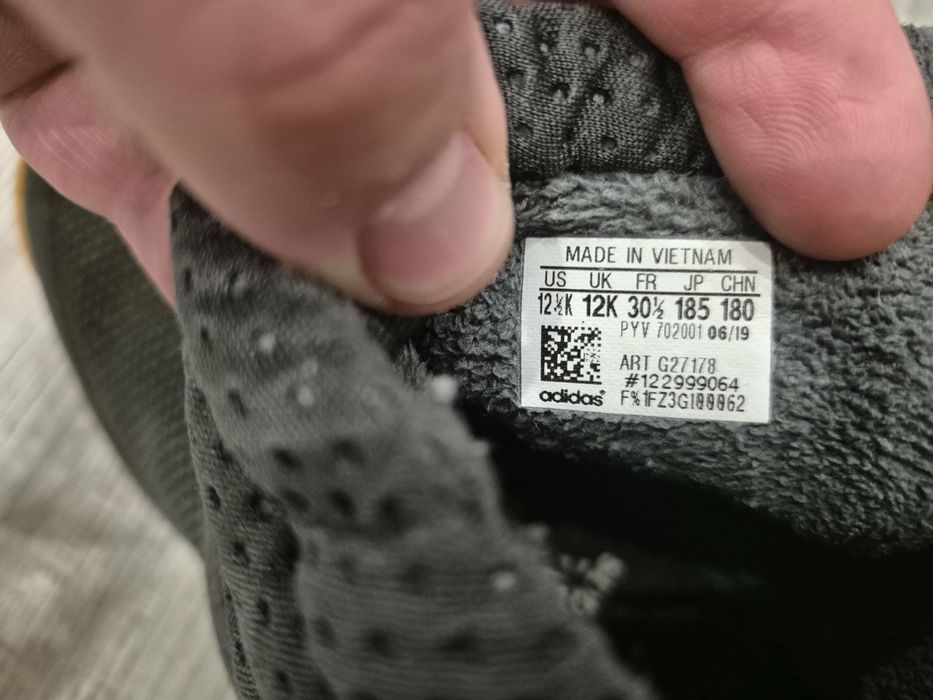 MADE IN VIETNAM
US UK FR JP CHN
12½K 12K 30½ 185 180
PYV 702001 06/19
ART G27178
#122999064
adidas®